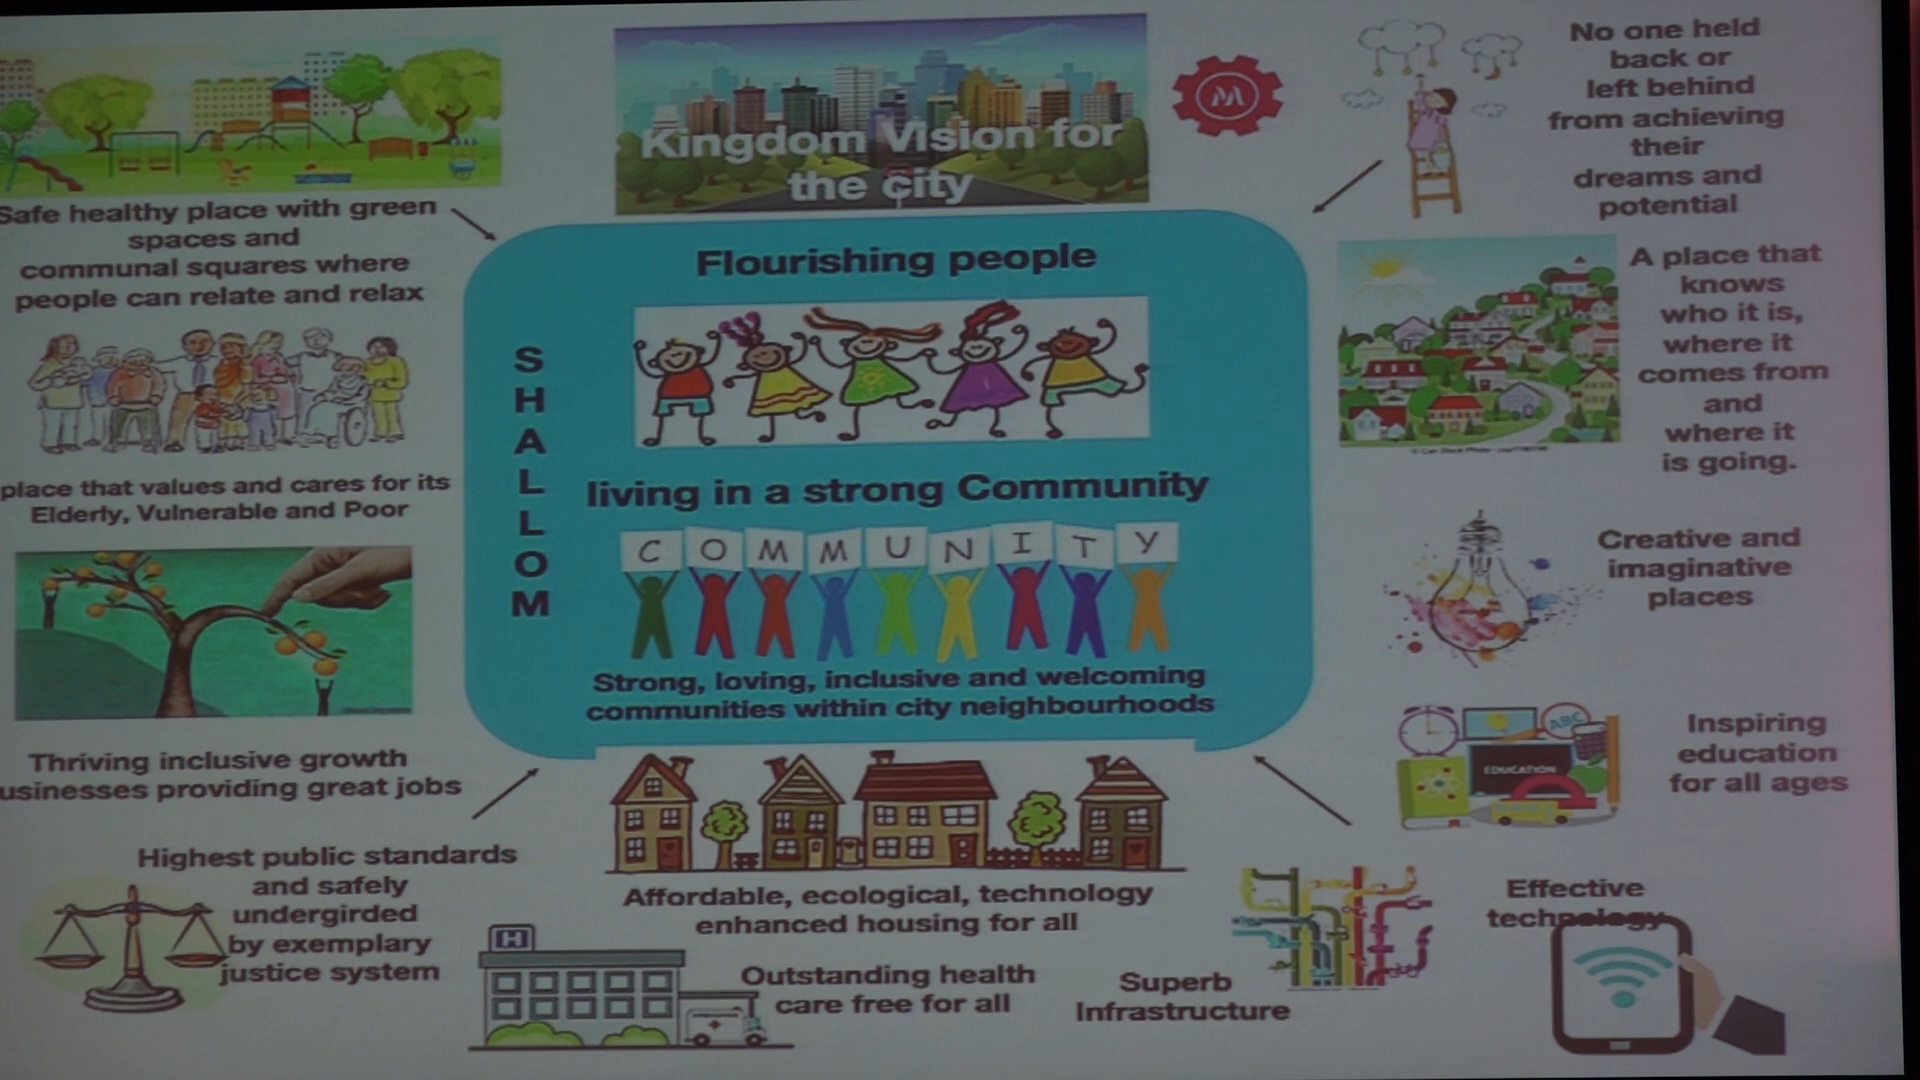 Kingdom Vision for
the city
M
Safe healthy place with green
spaces and
communal squares where
people can relate and relax
place that values and cares for its
Elderly, Vulnerable and Poor
Thriving inclusive growth
usinesses providing great jobs
Highest public standards
and safely
undergirded
by exemplary
justice system
Flourishing people
S
H
A
L
L
O
M
living in a strong Community
C O M M U N I T Y
Strong, loving, inclusive and welcoming
communities within city neighbourhoods
Affordable, ecological, technology
enhanced housing for all
H
Outstanding health
care free for all
Superb
Infrastructure
No one held
back or
left behind
from achieving
their
dreams and
potential
A place that
knows
who it is,
where it
comes from
and
where it
is going.
Creative and
imaginative
places
ABC
EDUCATION
Inspiring
education
for all ages
Effective
technology